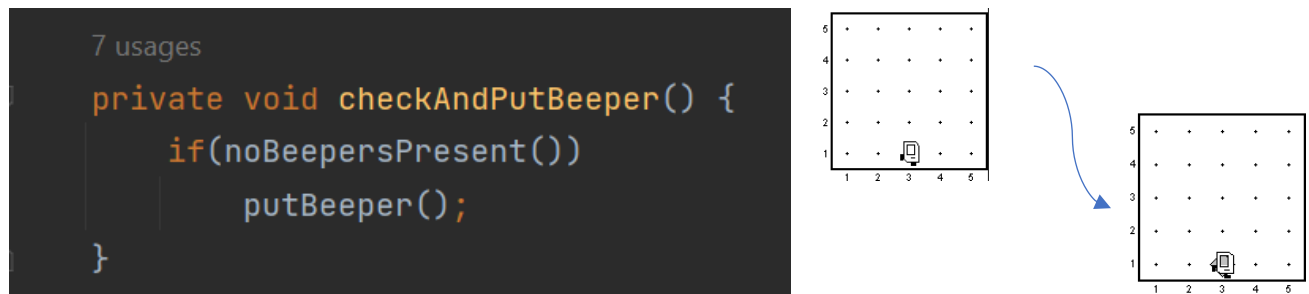 7 usages
private void checkAndPutBeeper() {
if(noBeepersPresent())
putBeeper();
}
5
4
3
2
1
1 2 3 4 5
5
4
3
2
1
1 2 3 4 5